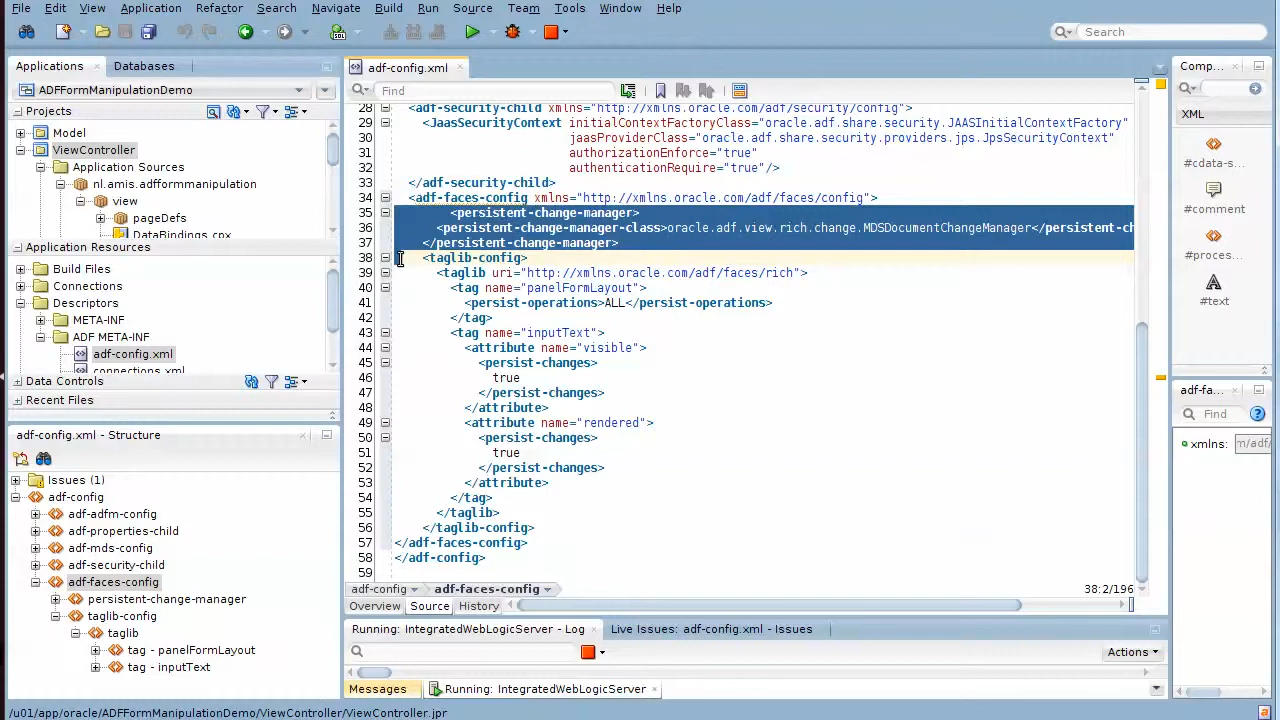 File Edit View Application Refactor Search Navigate Build Run Source Team Tools Window Help
Search
Applications × Databases
ADFFormManipulationDemo
Projects
Model
ViewController
Application Sources
nl.amis.adfformmanipulation
view
pageDefs
DataBindings.cpx
Application Resources
Build Files
Connections
Descriptors
META-INF
ADF META-INF
adf-config.xml
connections.xml
Data Controls
Recent Files
adf-config.xml - Structure ×
Issues (1)
adf-config
adf-adfm-config
adf-properties-child
adf-mds-config
adf-security-child
adf-faces-config
persistent-change-manager
taglib-config
taglib
tag - panelFormLayout
tag - inputText
adf-config.xml ×
Find
28 <adf-security-child xmlns="http://xmlns.oracle.com/adf/security/config">
29 <JaasSecurityContext initialContextFactoryClass="oracle.adf.share.security.JAASInitialContextFactory"
30 jaasProviderClass="oracle.adf.share.security.providers.jps.JpsSecurityContext"
31 authorizationEnforce="true"
32 authenticationRequire="true"/>
33 </adf-security-child>
34 <adf-faces-config xmlns="http://xmlns.oracle.com/adf/faces/config">
35 <persistent-change-manager>
36 <persistent-change-manager-class>oracle.adf.view.rich.change.MDSDocumentChangeManager</persistent-ch
37 </persistent-change-manager>
38 <taglib-config>
39 <taglib uri="http://xmlns.oracle.com/adf/faces/rich">
40 <tag name="panelFormLayout">
41 <persist-operations>ALL</persist-operations>
42 </tag>
43 <tag name="inputText">
44 <attribute name="visible">
45 <persist-changes>
46 true
47 </persist-changes>
48 </attribute>
49 <attribute name="rendered">
50 <persist-changes>
51 true
52 </persist-changes>
53 </attribute>
54 </tag>
55 </taglib>
56 </taglib-config>
57 </adf-faces-config>
58 </adf-config>
59
adf-config adf-faces-config 38:2/196
Overview Source History
Running: IntegratedWebLogicServer - Log × Live Issues: adf-config.xml - Issues
Actions
Messages Running: IntegratedWebLogicServer ×
Comp... ×
XML
#cdata-s...
#comment
#proces...
#text
adf-fa... ×
Find
xmlns: m/adf/
/u01/app/oracle/ADFFormManipulationDemo/ViewController/ViewController.jpr